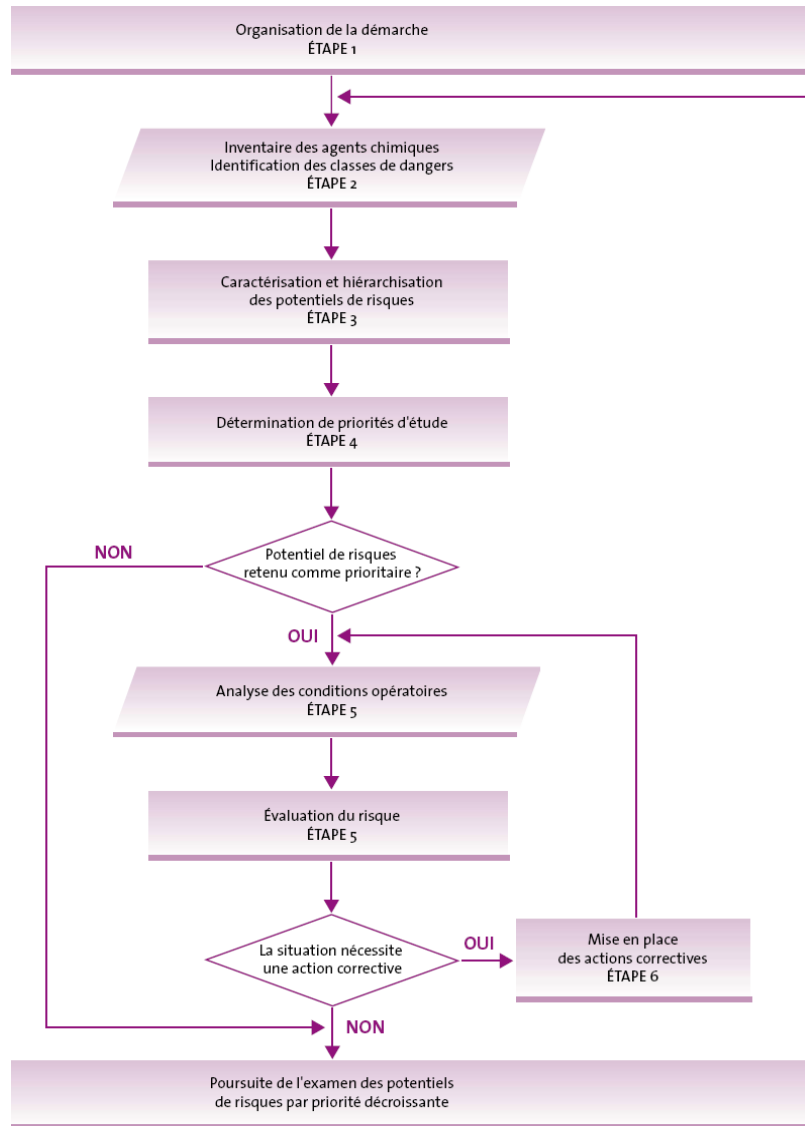 Organisation de la démarche
ÉTAPE 1
Inventaire des agents chimiques
Identification des classes de dangers
ÉTAPE 2
Caractérisation et hiérarchisation
des potentiels de risques
ÉTAPE 3
Détermination de priorités d'étude
ÉTAPE 4
Potentiel de risques
retenu comme prioritaire ?
NON
OUI
Analyse des conditions opératoires
ÉTAPE 5
Évaluation du risque
ÉTAPE 5
La situation nécessite
une action corrective
OUI
Mise en place
des actions correctives
ÉTAPE 6
NON
Poursuite de l'examen des potentiels
de risques par priorité décroissante